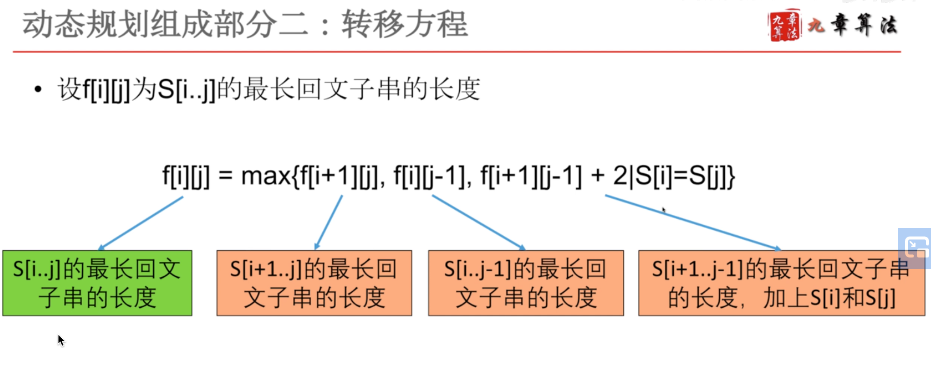 动态规划组成部分二：转移方程
九章算法
九章算法
• 设f[i][j]为S[i..j]的最长回文子串的长度
f[i][j] = max{f[i+1][j], f[i][j-1], f[i+1][j-1] + 2|S[i]=S[j]}
S[i..j]的最长回文
子串的长度
S[i+1..j]的最长回
文子串的长度
S[i..j-1]的最长回
文子串的长度
S[i+1..j-1]的最长回文子串
的长度，加上S[i]和S[j]